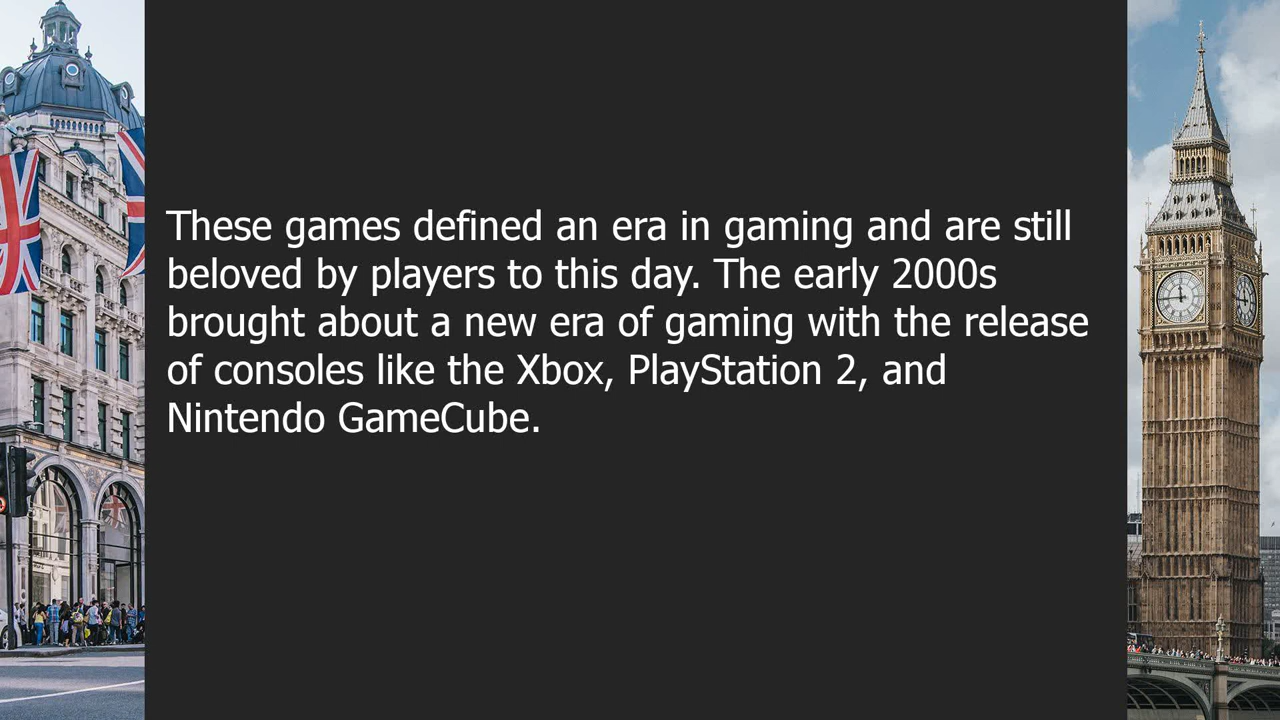 These games defined an era in gaming and are still
beloved by players to this day. The early 2000s
brought about a new era of gaming with the release
of consoles like the Xbox, PlayStation 2, and
Nintendo GameCube.